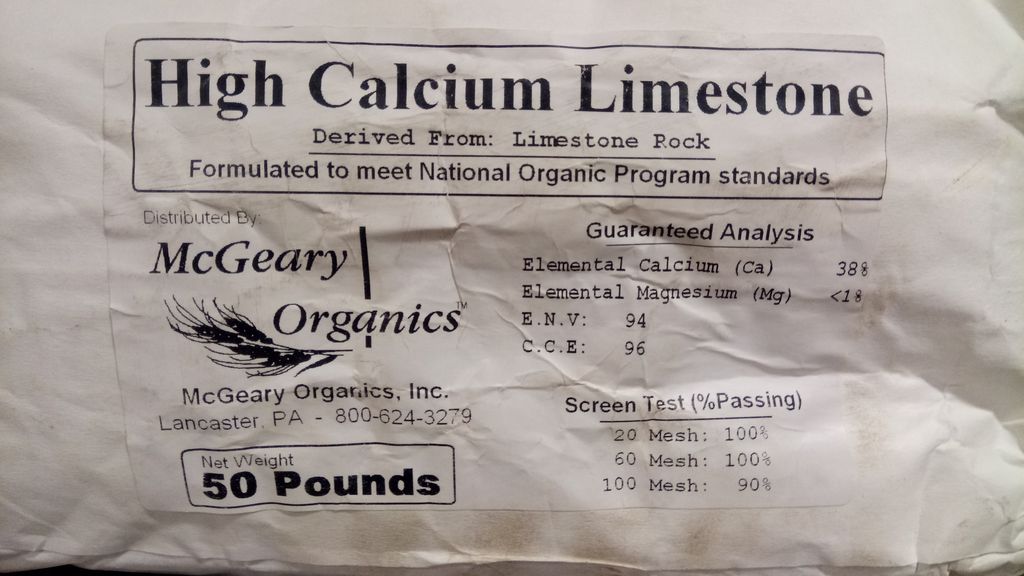 High Calcium Limestone
Derived From: Limestone Rock
Formulated to meet National Organic Program standards
Distributed By:
McGeary
Organics™
McGeary Organics, Inc.
Lancaster, PA - 800-624-3279
Net Weight
50 Pounds
Guaranteed Analysis
Elemental Calcium (Ca) 38%
Elemental Magnesium (Mg) <1%
E.N.V: 94
C.C.E: 96
Screen Test (%Passing)
20 Mesh: 100%
60 Mesh: 100%
100 Mesh: 90%